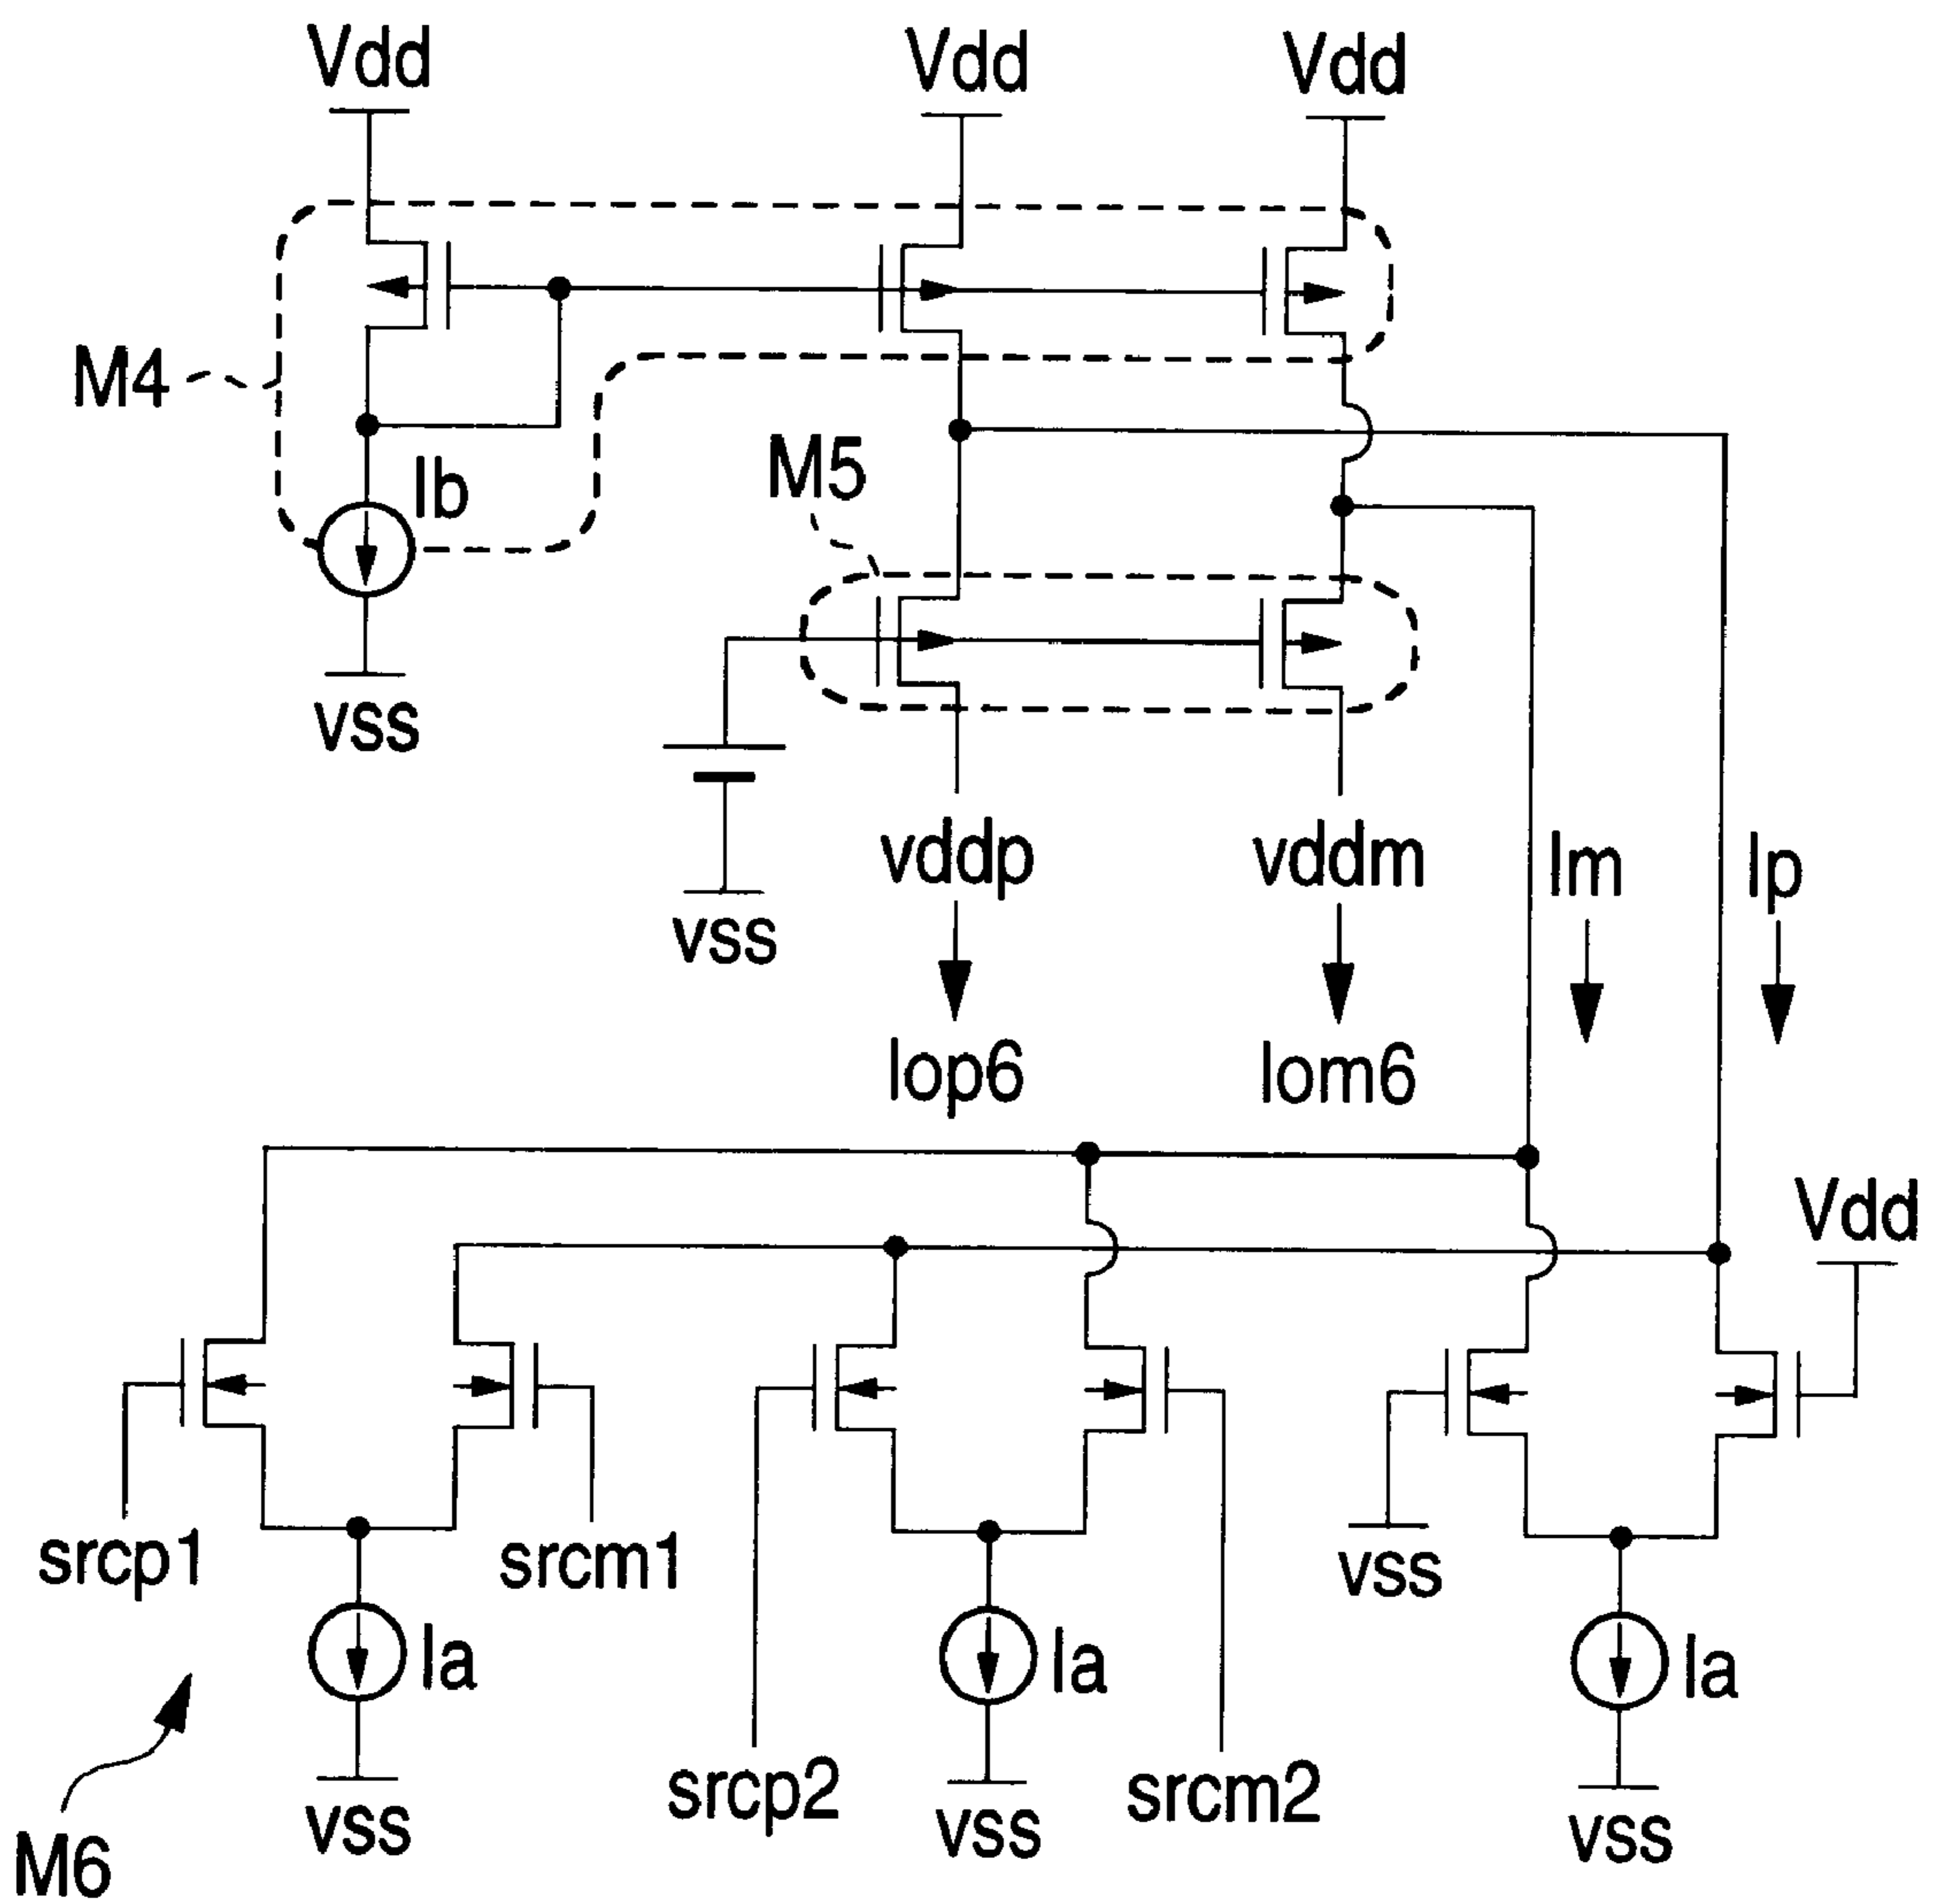 Vdd Vdd Vdd
M4
M5
Ib
vss
vddp vddm Im Ip
vss
Iop6 Iom6
Vdd
srcp1 srcm1 vss
Ia Ia Ia
srcp2 srcm2
vss vss vss
M6